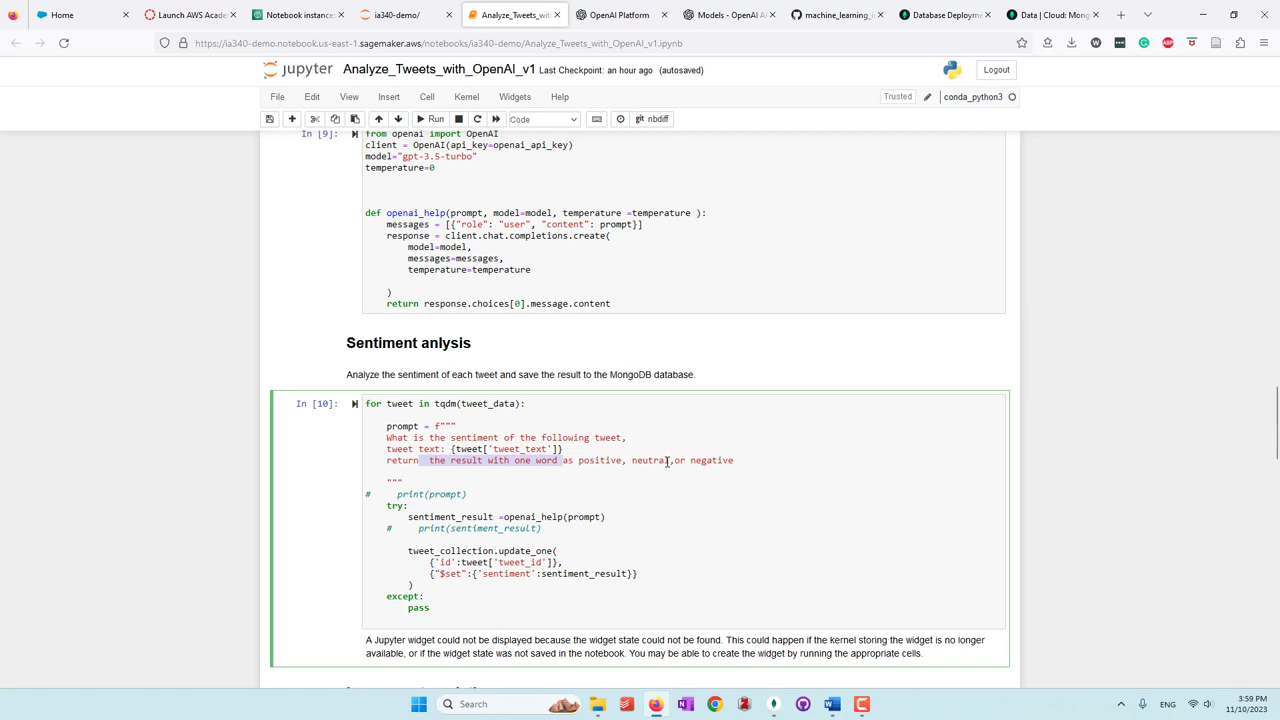 Home
Launch AWS Acade
Notebook instances
ia340-demo/
Analyze_Tweets_with
OpenAI Platform
Models - OpenAI AP
machine_learning_i
Database Deployme
Data | Cloud: Mong
https://ia340-demo.notebook.us-east-1.sagemaker.aws/notebooks/ia340-demo/Analyze_Tweets_with_OpenAI_v1.ipynb
jupyter Analyze_Tweets_with_OpenAI_v1 Last Checkpoint: an hour ago (autosaved)
Logout
File Edit View Insert Cell Kernel Widgets Help
Trusted conda_python3
Run Code nbdiff
In [9]:
from openai import OpenAI
client = OpenAI(api_key=openai_api_key)
model="gpt-3.5-turbo"
temperature=0
def openai_help(prompt, model=model, temperature =temperature ):
messages = [{"role": "user", "content": prompt}]
response = client.chat.completions.create(
model=model,
messages=messages,
temperature=temperature
)
return response.choices[0].message.content
Sentiment anlysis
Analyze the sentiment of each tweet and save the result to the MongoDB database.
In [10]:
for tweet in tqdm(tweet_data):
prompt = f"""
What is the sentiment of the following tweet,
tweet text: {tweet['tweet_text']}
return the result with one word as positive, neutral,or negative
"""
# print(prompt)
try:
sentiment_result =openai_help(prompt)
# print(sentiment_result)
tweet_collection.update_one(
{'id':tweet['tweet_id']},
{"$set":{'sentiment':sentiment_result}}
)
except:
pass
A Jupyter widget could not be displayed because the widget state could not be found. This could happen if the kernel storing the widget is no longer
available, or if the widget state was not saved in the notebook. You may be able to create the widget by running the appropriate cells.
Search
ENG
3:59 PM
11/10/2023